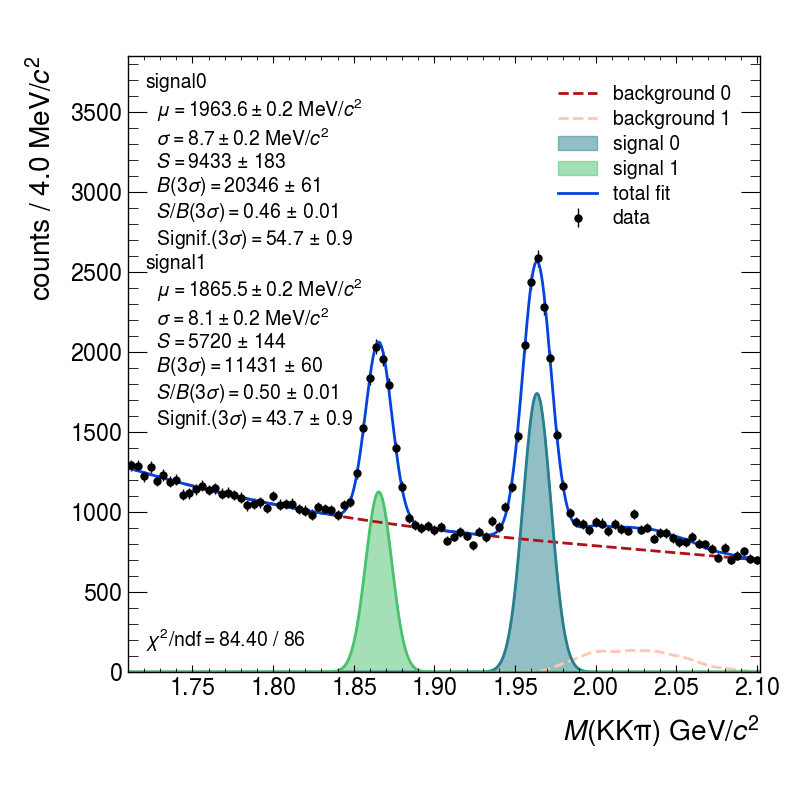 counts / 4.0 MeV/c²
3500
3000
2500
2000
1500
1000
500
0
signal0
μ = 1963.6 ± 0.2 MeV/c²
σ = 8.7 ± 0.2 MeV/c²
S = 9433 ± 183
B(3σ) = 20346 ± 61
S/B(3σ) = 0.46 ± 0.01
Signif.(3σ) = 54.7 ± 0.9
signal1
μ = 1865.5 ± 0.2 MeV/c²
σ = 8.1 ± 0.2 MeV/c²
S = 5720 ± 144
B(3σ) = 11431 ± 60
S/B(3σ) = 0.50 ± 0.01
Signif.(3σ) = 43.7 ± 0.9
background 0
background 1
signal 0
signal 1
total fit
data
χ²/ndf = 84.40 / 86
1.75 1.80 1.85 1.90 1.95 2.00 2.05 2.10
M(KKπ) GeV/c²